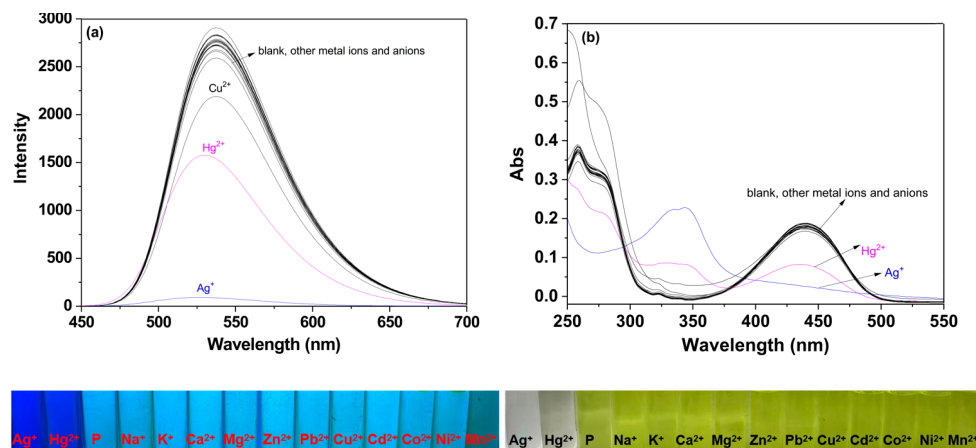 (a)
3000
2500
2000
1500
1000
500
0
Intensity
blank, other metal ions and anions
Cu²⁺
Hg²⁺
Ag⁺
450 500 550 600 650 700
Wavelength (nm)
(b)
0.7
0.6
0.5
0.4
0.3
0.2
0.1
0.0
Abs
blank, other metal ions and anions
Hg²⁺
Ag⁺
250 300 350 400 450 500 550
Wavelength (nm)
Ag⁺ Hg²⁺ P Na⁺ K⁺ Ca²⁺ Mg²⁺ Zn²⁺ Pb²⁺ Cu²⁺ Cd²⁺ Co²⁺ Ni²⁺ Mn²⁺
Ag⁺ Hg²⁺ P Na⁺ K⁺ Ca²⁺ Mg²⁺ Zn²⁺ Pb²⁺ Cu²⁺ Cd²⁺ Co²⁺ Ni²⁺ Mn²⁺